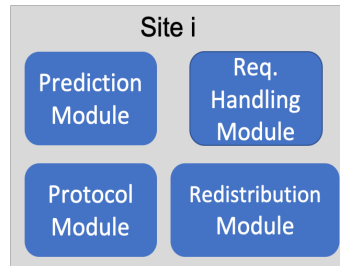 Site i
Prediction
Module
Req.
Handling
Module
Protocol
Module
Redistribution
Module